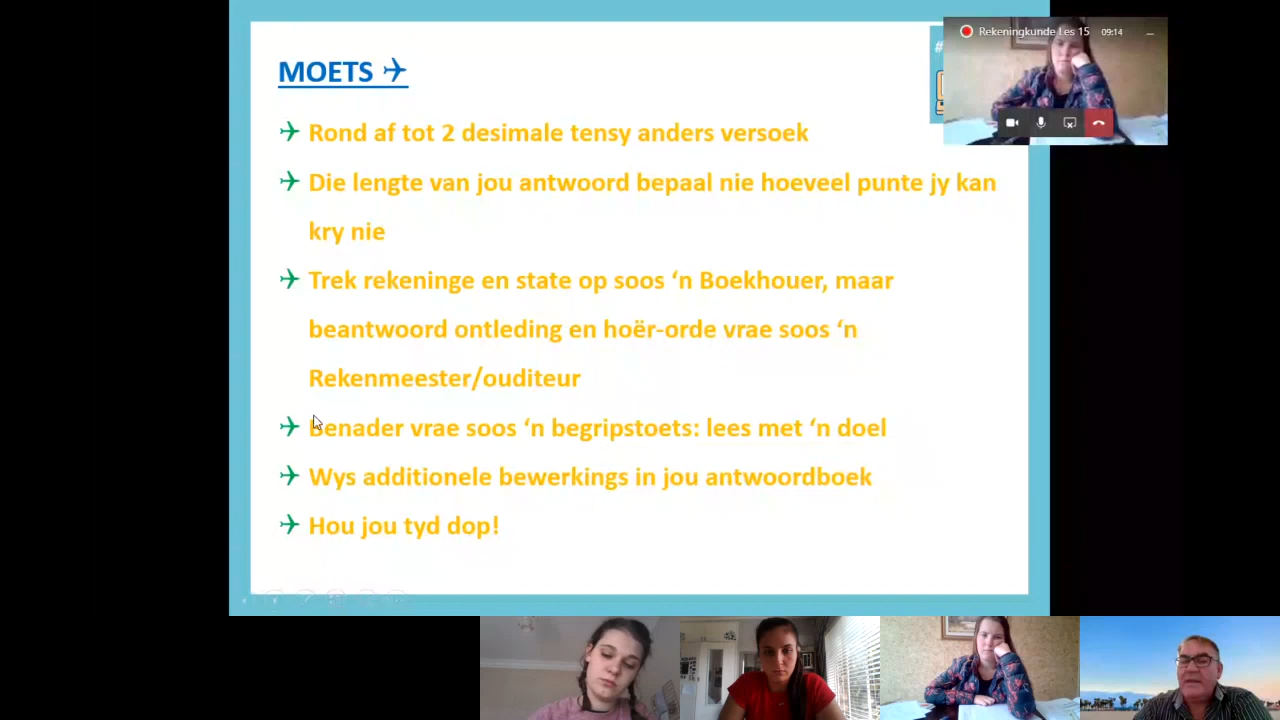 MOETS ✈
Rond af tot 2 desimale tensy anders versoek
Die lengte van jou antwoord bepaal nie hoeveel punte jy kan
kry nie
Trek rekeninge en state op soos ‘n Boekhouer, maar
beantwoord ontleding en hoër-orde vrae soos ‘n
Rekenmeester/ouditeur
Benader vrae soos ‘n begripstoets: lees met ‘n doel
Wys additionele bewerkings in jou antwoordboek
Hou jou tyd dop!
#
Rekeningkunde Les 15 09:14